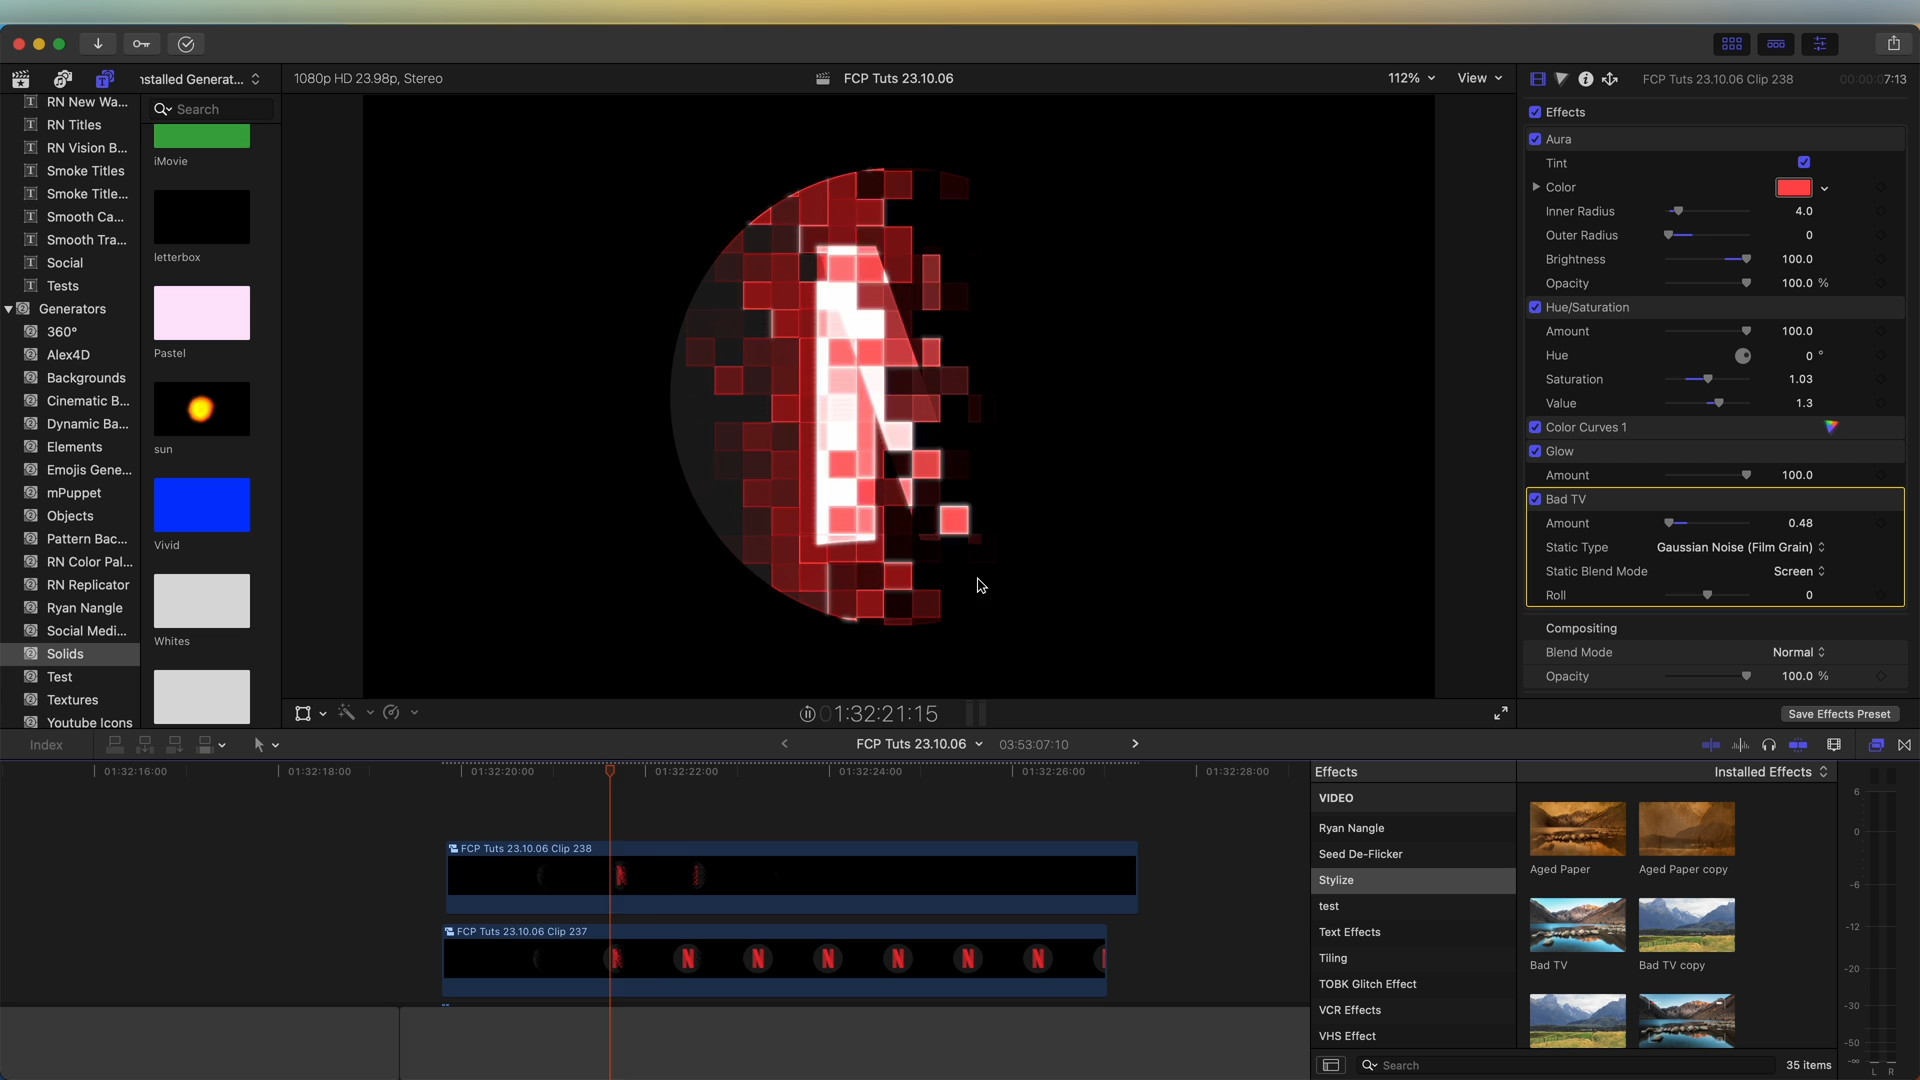 nstalled Generat...
1080p HD 23.98p, Stereo
FCP Tuts 23.10.06
112%
View
FCP Tuts 23.10.06 Clip 238
00:00:07:13
RN New Wa...
RN Titles
RN Vision B...
Smoke Titles
Smoke Title...
Smooth Ca...
Smooth Tra...
Social
Tests
Generators
360°
Alex4D
Backgrounds
Cinematic B...
Dynamic Ba...
Elements
Emojis Gene...
mPuppet
Objects
Pattern Bac...
RN Color Pal...
RN Replicator
Ryan Nangle
Social Medi...
Solids
Test
Textures
Youtube Icons
Search
iMovie
letterbox
Pastel
sun
Vivid
Whites
Effects
Aura
Tint
Color
Inner Radius 4.0
Outer Radius 0
Brightness 100.0
Opacity 100.0 %
Hue/Saturation
Amount 100.0
Hue 0 °
Saturation 1.03
Value 1.3
Color Curves 1
Glow
Amount 100.0
Bad TV
Amount 0.48
Static Type Gaussian Noise (Film Grain)
Static Blend Mode Screen
Roll 0
Compositing
Blend Mode Normal
Opacity 100.0 %
Save Effects Preset
01:32:21:15
Index
FCP Tuts 23.10.06
03:53:07:10
01:32:16:00
01:32:18:00
01:32:20:00
01:32:22:00
01:32:24:00
01:32:26:00
01:32:28:00
FCP Tuts 23.10.06 Clip 238
FCP Tuts 23.10.06 Clip 237
N N N N N N
Effects
Installed Effects
VIDEO
Ryan Nangle
Seed De-Flicker
Stylize
test
Text Effects
Tiling
TOBK Glitch Effect
VCR Effects
VHS Effect
Aged Paper
Aged Paper copy
Bad TV
Bad TV copy
Search
35 items
6
0
-6
-12
-20
-30
-50
-∞
L R